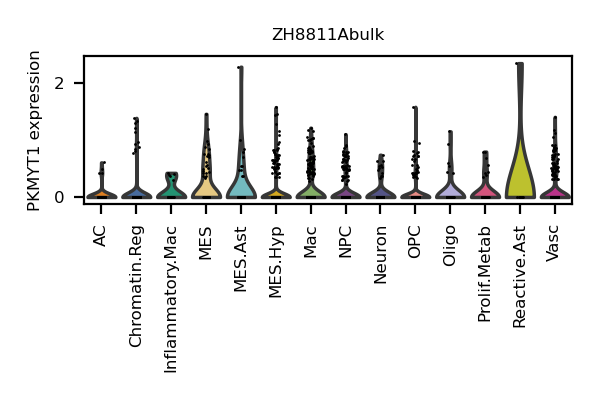 ZH8811Abulk
PKMYT1 expression
2
0
AC
Chromatin.Reg
Inflammatory.Mac
MES
MES.Ast
MES.Hyp
Mac
NPC
Neuron
OPC
Oligo
Prolif.Metab
Reactive.Ast
Vasc